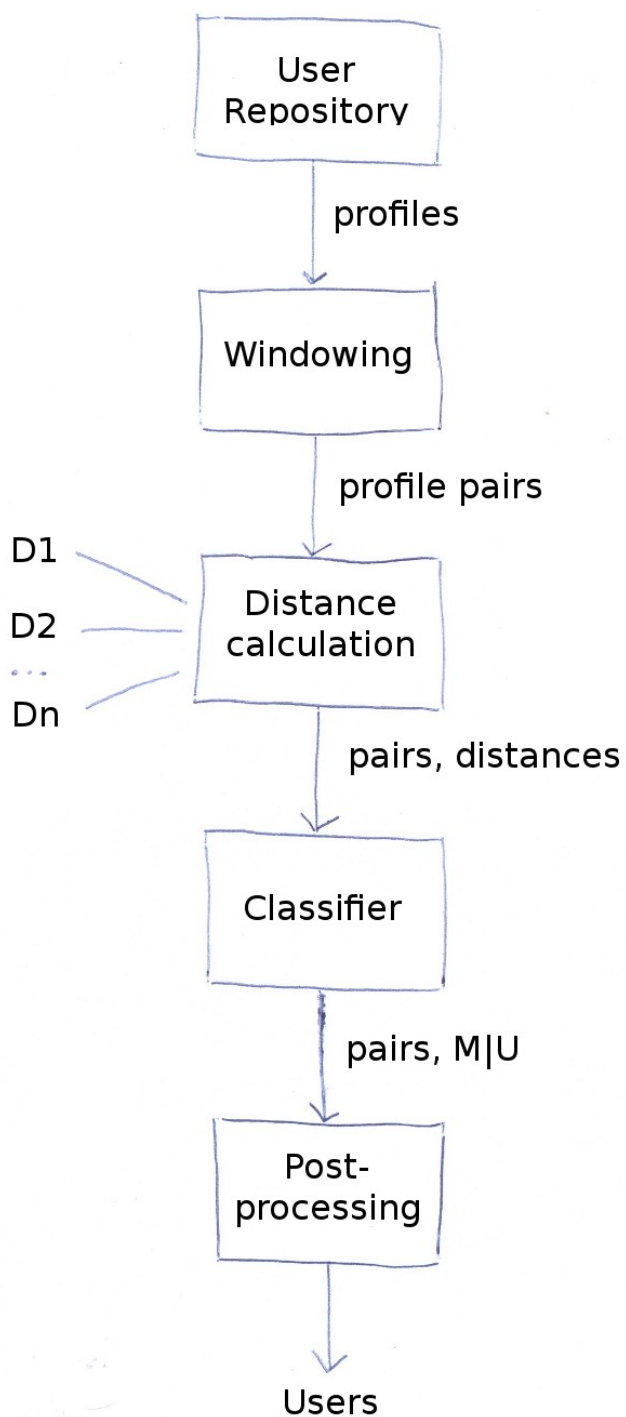 User
Repository
profiles
Windowing
profile pairs
D1
D2
...
Dn
Distance
calculation
pairs, distances
Classifier
pairs, M|U
Post-
processing
Users